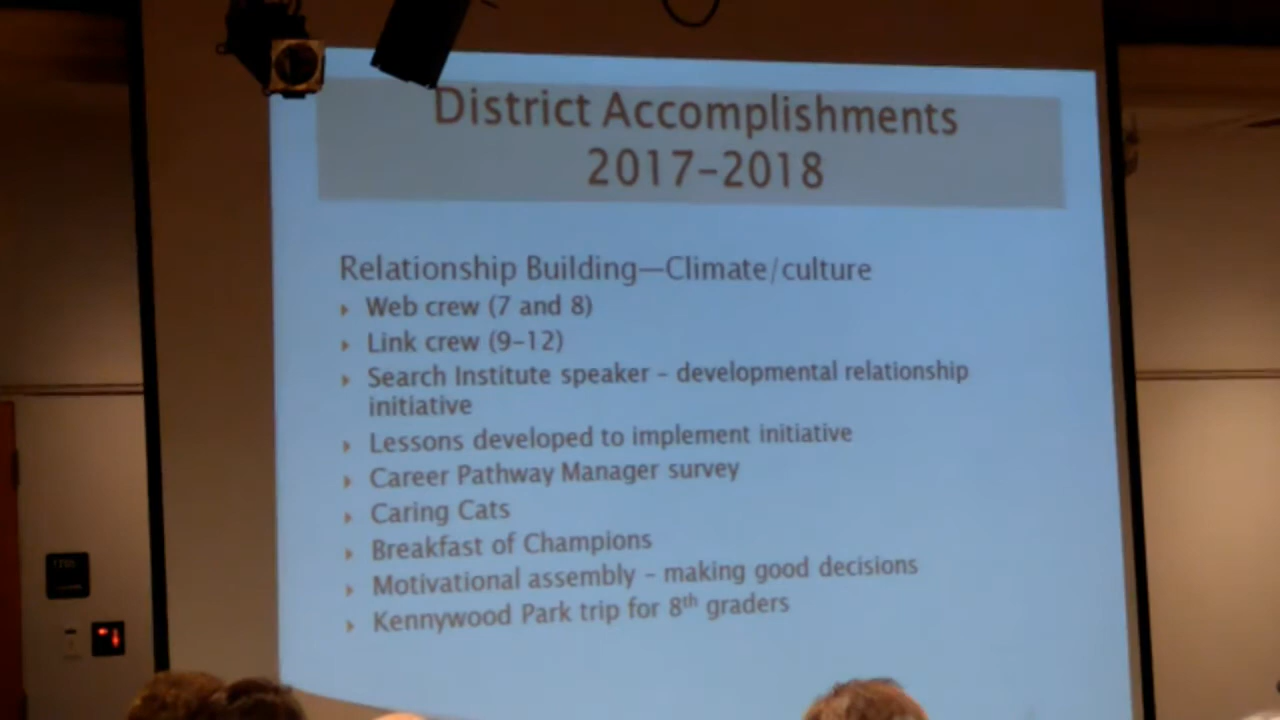 District Accomplishments
2017-2018
Relationship Building—Climate/culture
Web crew (7 and 8)
Link crew (9-12)
Search Institute speaker - developmental relationship
initiative
Lessons developed to implement initiative
Career Pathway Manager survey
Caring Cats
Breakfast of Champions
Motivational assembly - making good decisions
Kennywood Park trip for 8th graders